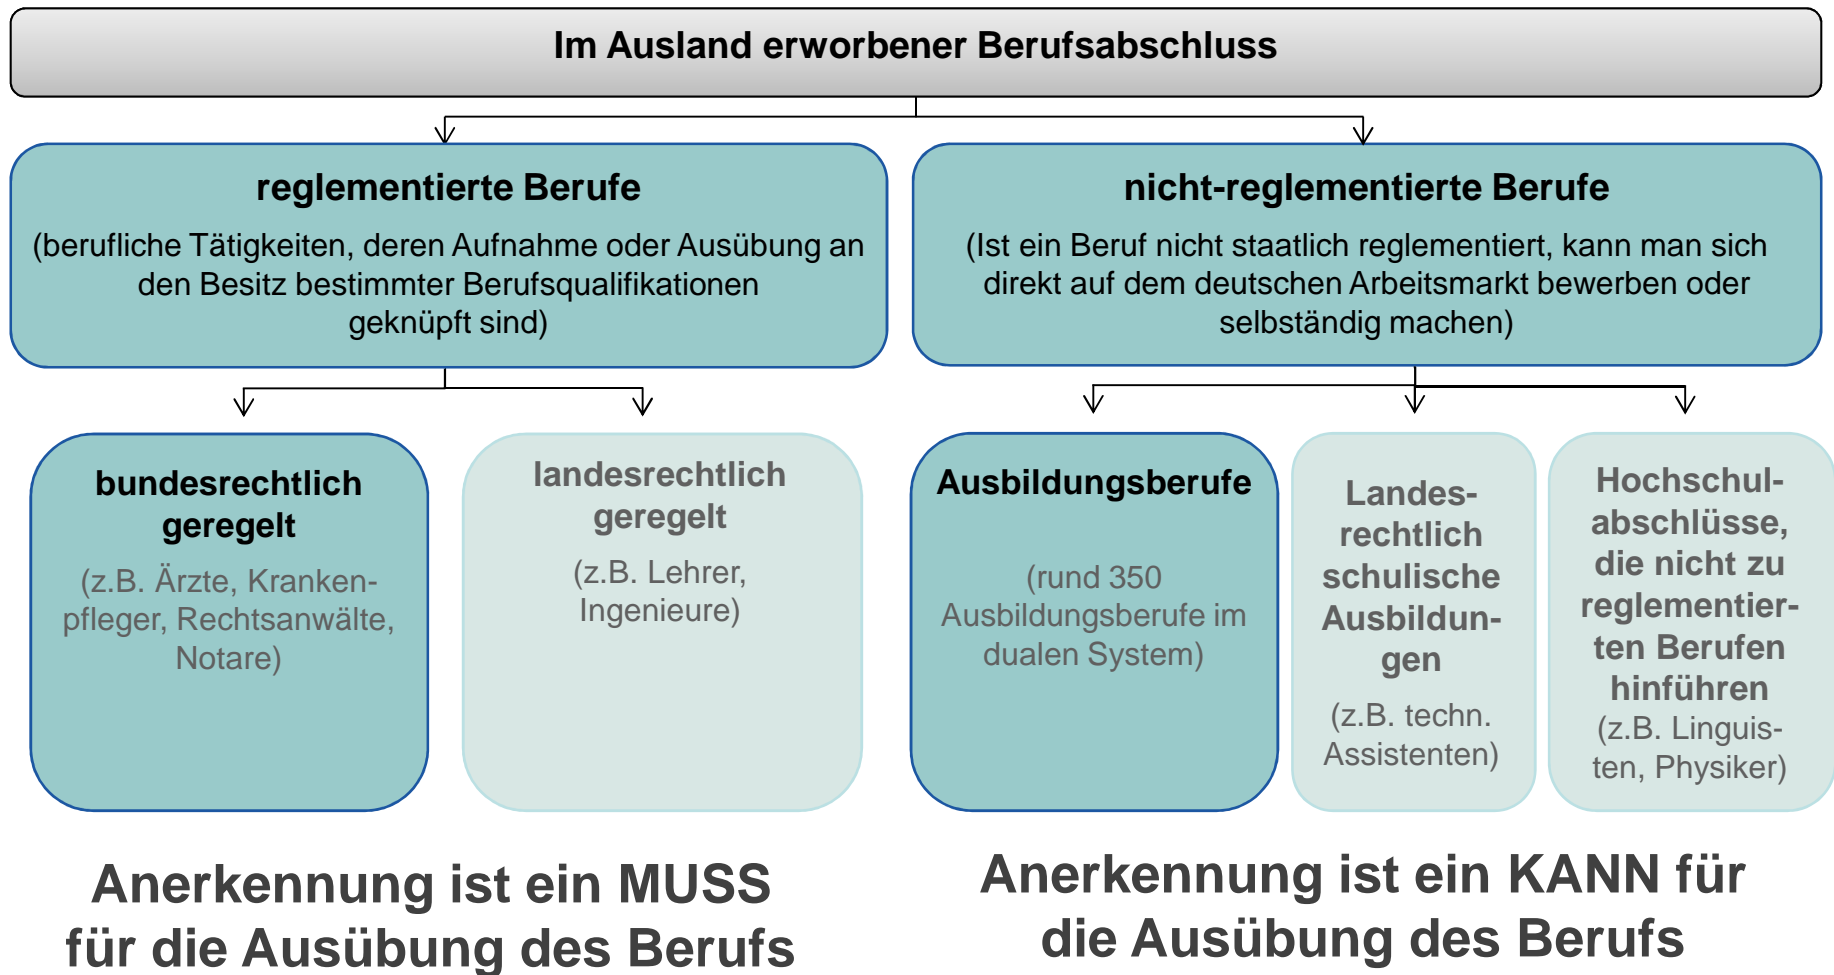 Im Ausland erworbener Berufsabschluss
reglementierte Berufe
(berufliche Tätigkeiten, deren Aufnahme oder Ausübung an
den Besitz bestimmter Berufsqualifikationen
geknüpft sind)
nicht-reglementierte Berufe
(Ist ein Beruf nicht staatlich reglementiert, kann man sich
direkt auf dem deutschen Arbeitsmarkt bewerben oder
selbständig machen)
bundesrechtlich
geregelt
(z.B. Ärzte, Kranken-
pfleger, Rechtsanwälte,
Notare)
landesrechtlich
geregelt
(z.B. Lehrer,
Ingenieure)
Ausbildungsberufe
(rund 350
Ausbildungsberufe im
dualen System)
Landes-
rechtlich
schulische
Ausbildun-
gen
(z.B. techn.
Assistenten)
Hochschul-
abschlüsse,
die nicht zu
reglementier-
ten Berufen
hinführen
(z.B. Linguis-
ten, Physiker)
Anerkennung ist ein MUSS
für die Ausübung des Berufs
Anerkennung ist ein KANN für
die Ausübung des Berufs